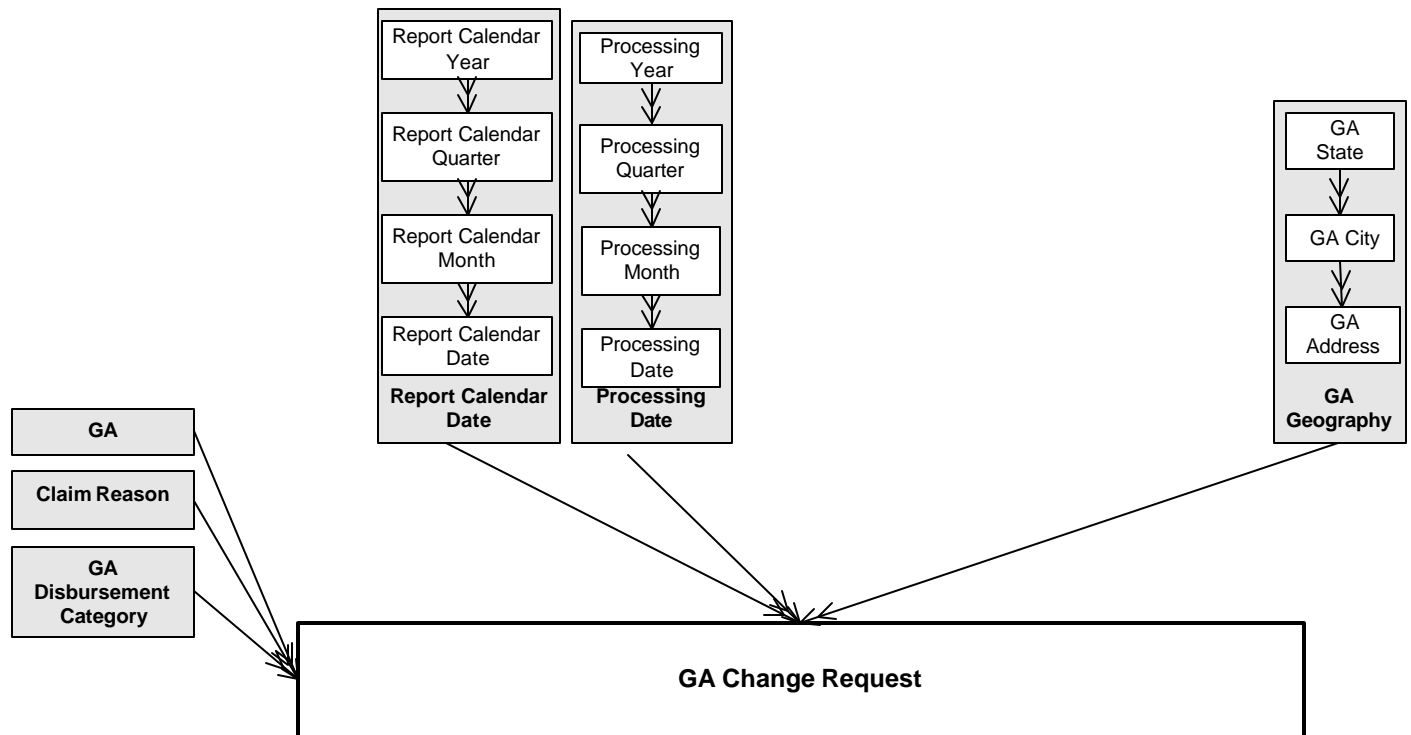 Report Calendar
Year
Report Calendar
Quarter
Report Calendar
Month
Report Calendar
Date
Report Calendar
Date
Processing
Year
Processing
Quarter
Processing
Month
Processing
Date
Processing
Date
GA
State
GA City
GA
Address
GA
Geography
GA
Claim Reason
GA
Disbursement
Category
GA Change Request